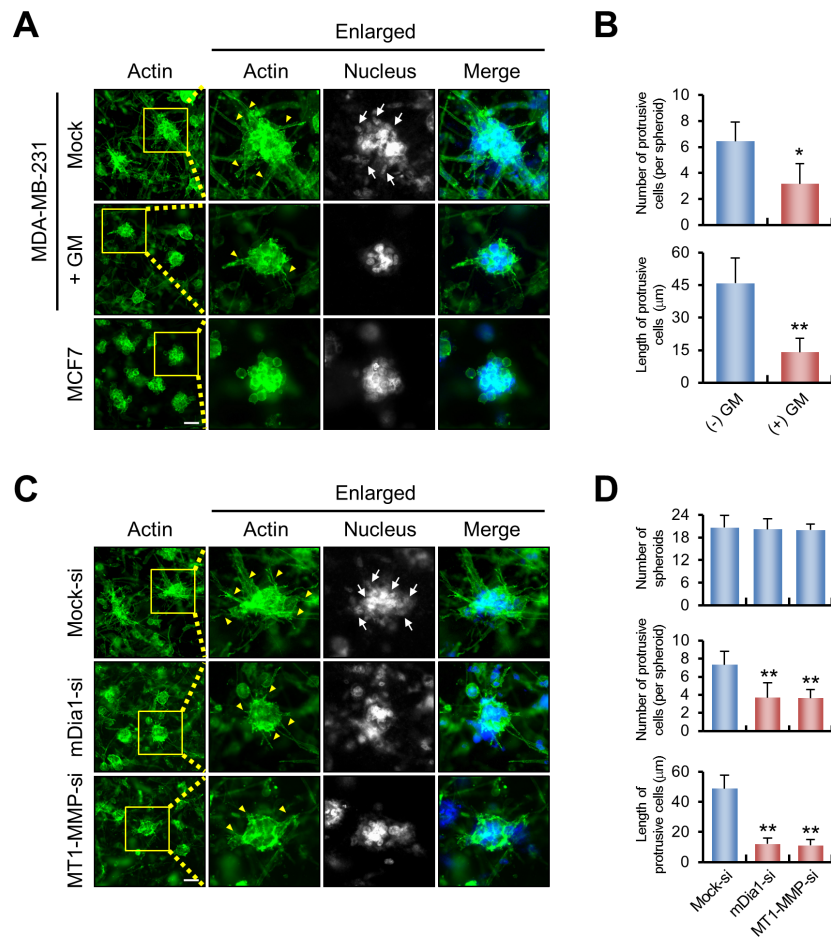 A
Enlarged
Actin
Actin
Nucleus
Merge
MDA-MB-231
Mock
+ GM
MCF7
B
Number of protrusive
cells (per spheroid)
10
8
6
4
2
0
*
Length of protrusive
cells (μm)
60
45
30
15
0
**
(-) GM
(+) GM
C
Enlarged
Actin
Actin
Nucleus
Merge
Mock-si
mDia1-si
MT1-MMP-si
D
Number of
spheroids
24
18
12
6
0
Number of protrusive
cells (per spheroid)
10
8
6
4
2
0
**
**
Length of
protrusive cells (μm)
60
40
20
0
**
**
Mock-si
mDia1-si
MT1-MMP-si